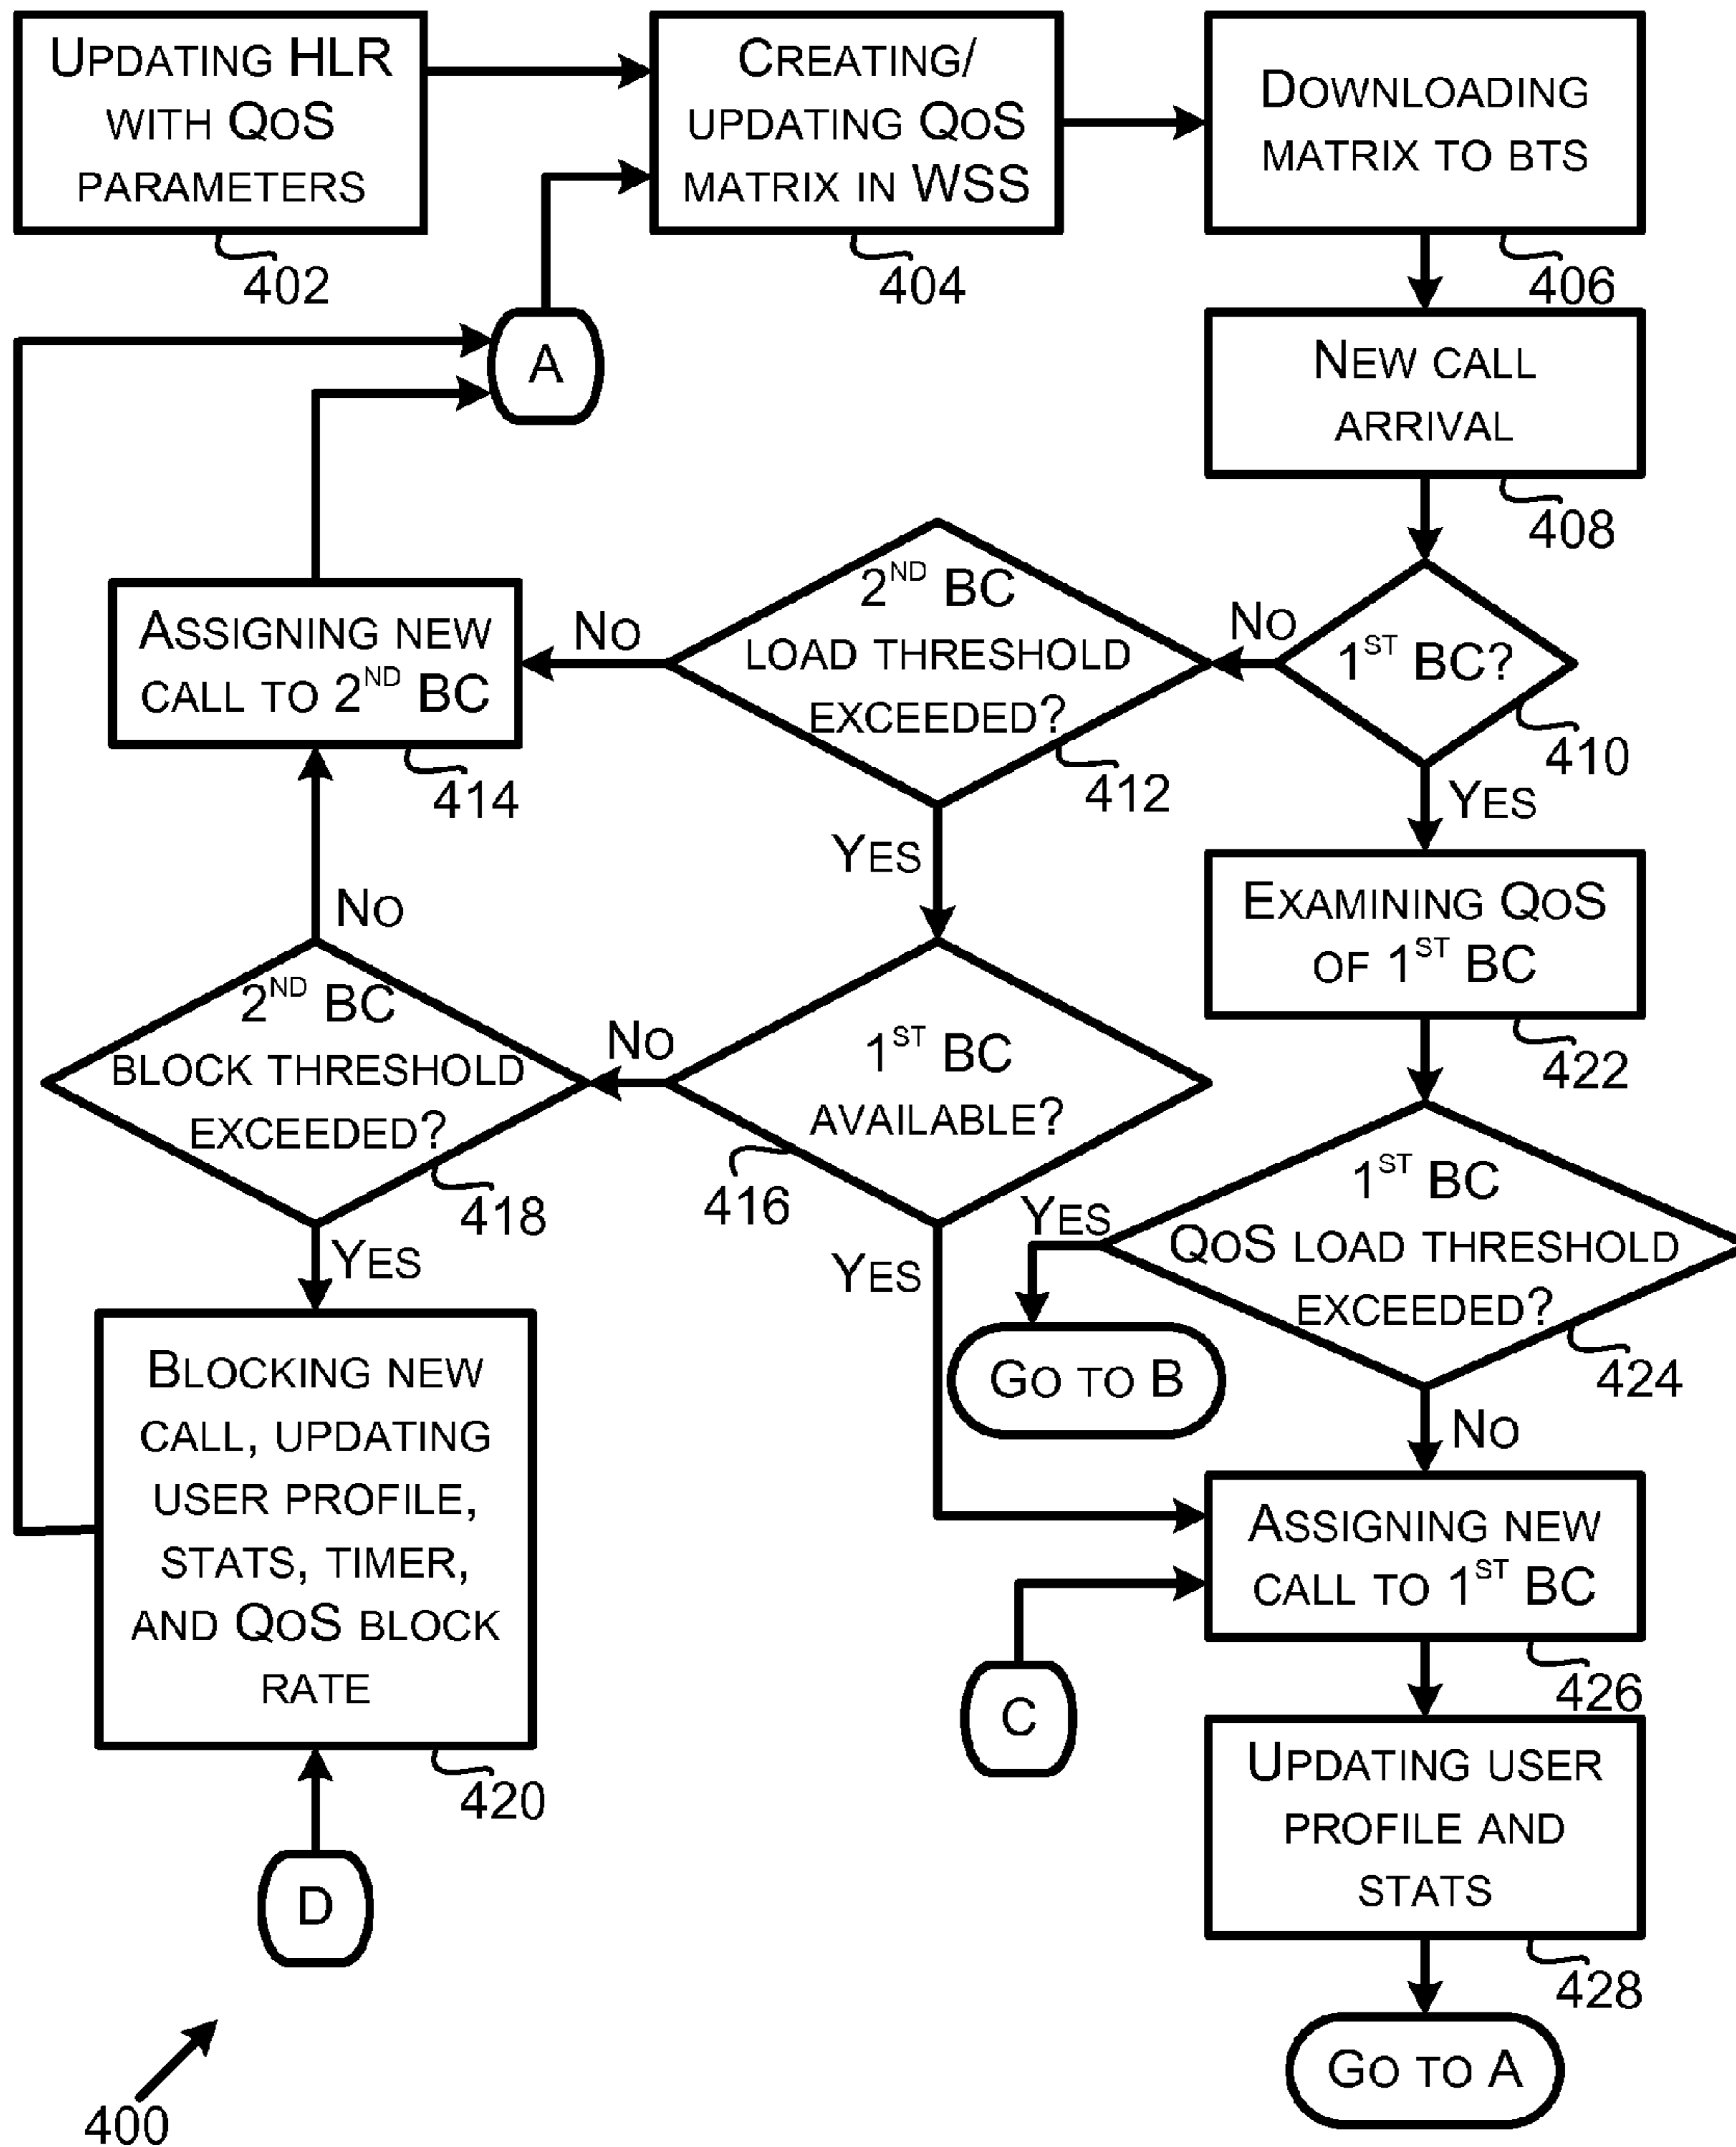 UPDATING HLR
WITH QOS
PARAMETERS
402
CREATING/
UPDATING QOS
MATRIX IN WSS
404
DOWNLOADING
MATRIX TO BTS
406
A
NEW CALL
ARRIVAL
408
1ST BC?
410
NO
YES
2ND BC
LOAD THRESHOLD
EXCEEDED?
412
NO
YES
ASSIGNING NEW
CALL TO 2ND BC
414
1ST BC
AVAILABLE?
416
NO
YES
2ND BC
BLOCK THRESHOLD
EXCEEDED?
418
NO
YES
BLOCKING NEW
CALL, UPDATING
USER PROFILE,
STATS, TIMER,
AND QOS BLOCK
RATE
420
D
EXAMINING QOS
OF 1ST BC
422
1ST BC
QOS LOAD THRESHOLD
EXCEEDED?
424
YES
GO TO B
NO
ASSIGNING NEW
CALL TO 1ST BC
426
C
UPDATING USER
PROFILE AND
STATS
428
GO TO A
400